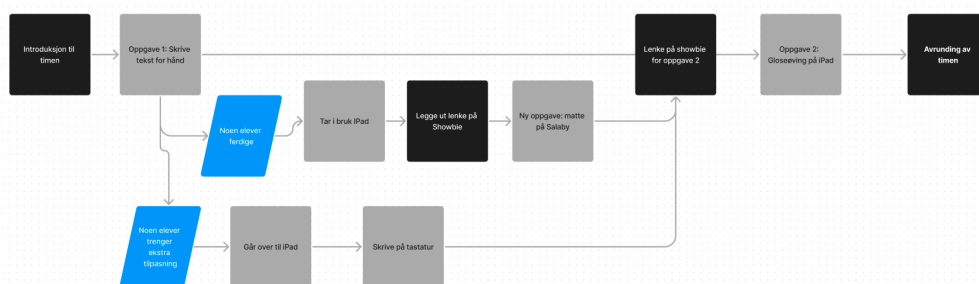 Introduksjon til
timen
Oppgave 1: Skrive
tekst for hånd
Lenke på showbie
for oppgave 2
Oppgave 2:
Gloseøving på iPad
Avrunding av
timen
Noen elever
ferdige
Tar i bruk IPad
Legge ut lenke på
Showbie
Ny oppgave: matte
på Salaby
Noen elever
trenger
ekstra
tilpasning
Går over til iPad
Skrive på tastatur